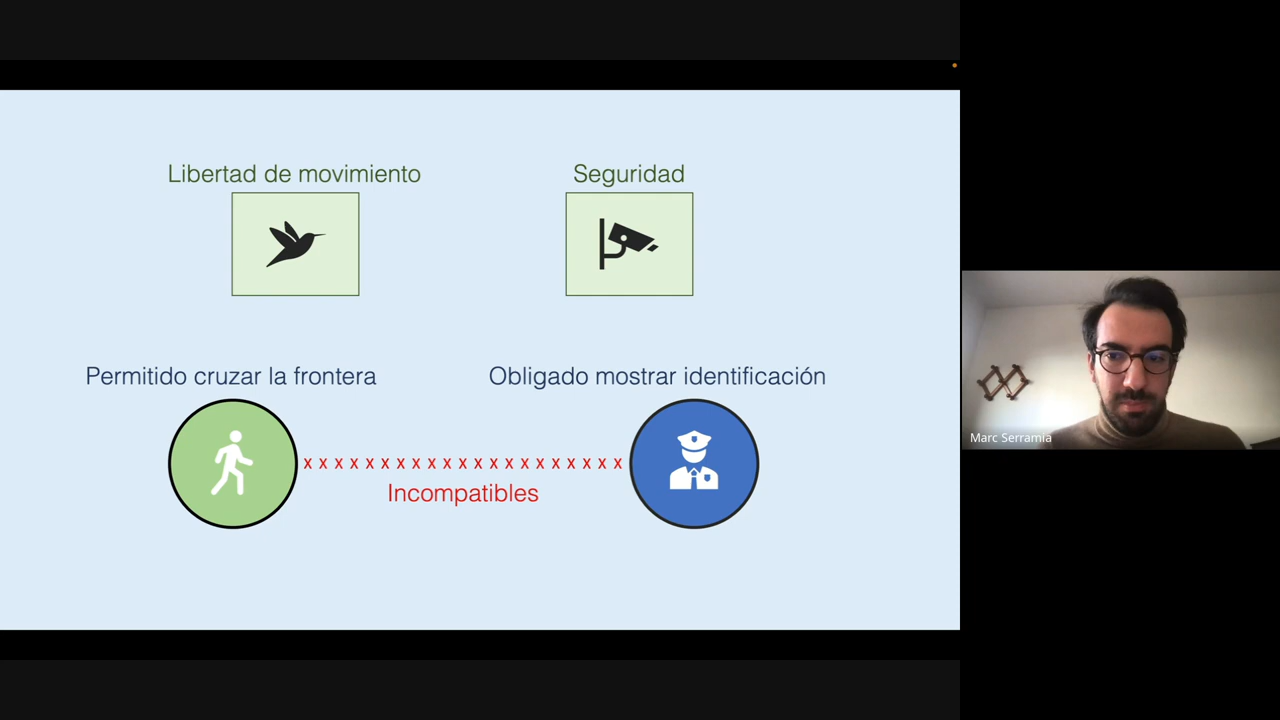 Libertad de movimiento
Seguridad
Permitido cruzar la frontera
Obligado mostrar identificación
x x x x x x x x x x x x x x x x x x x x x
Incompatibles
Marc Serramia